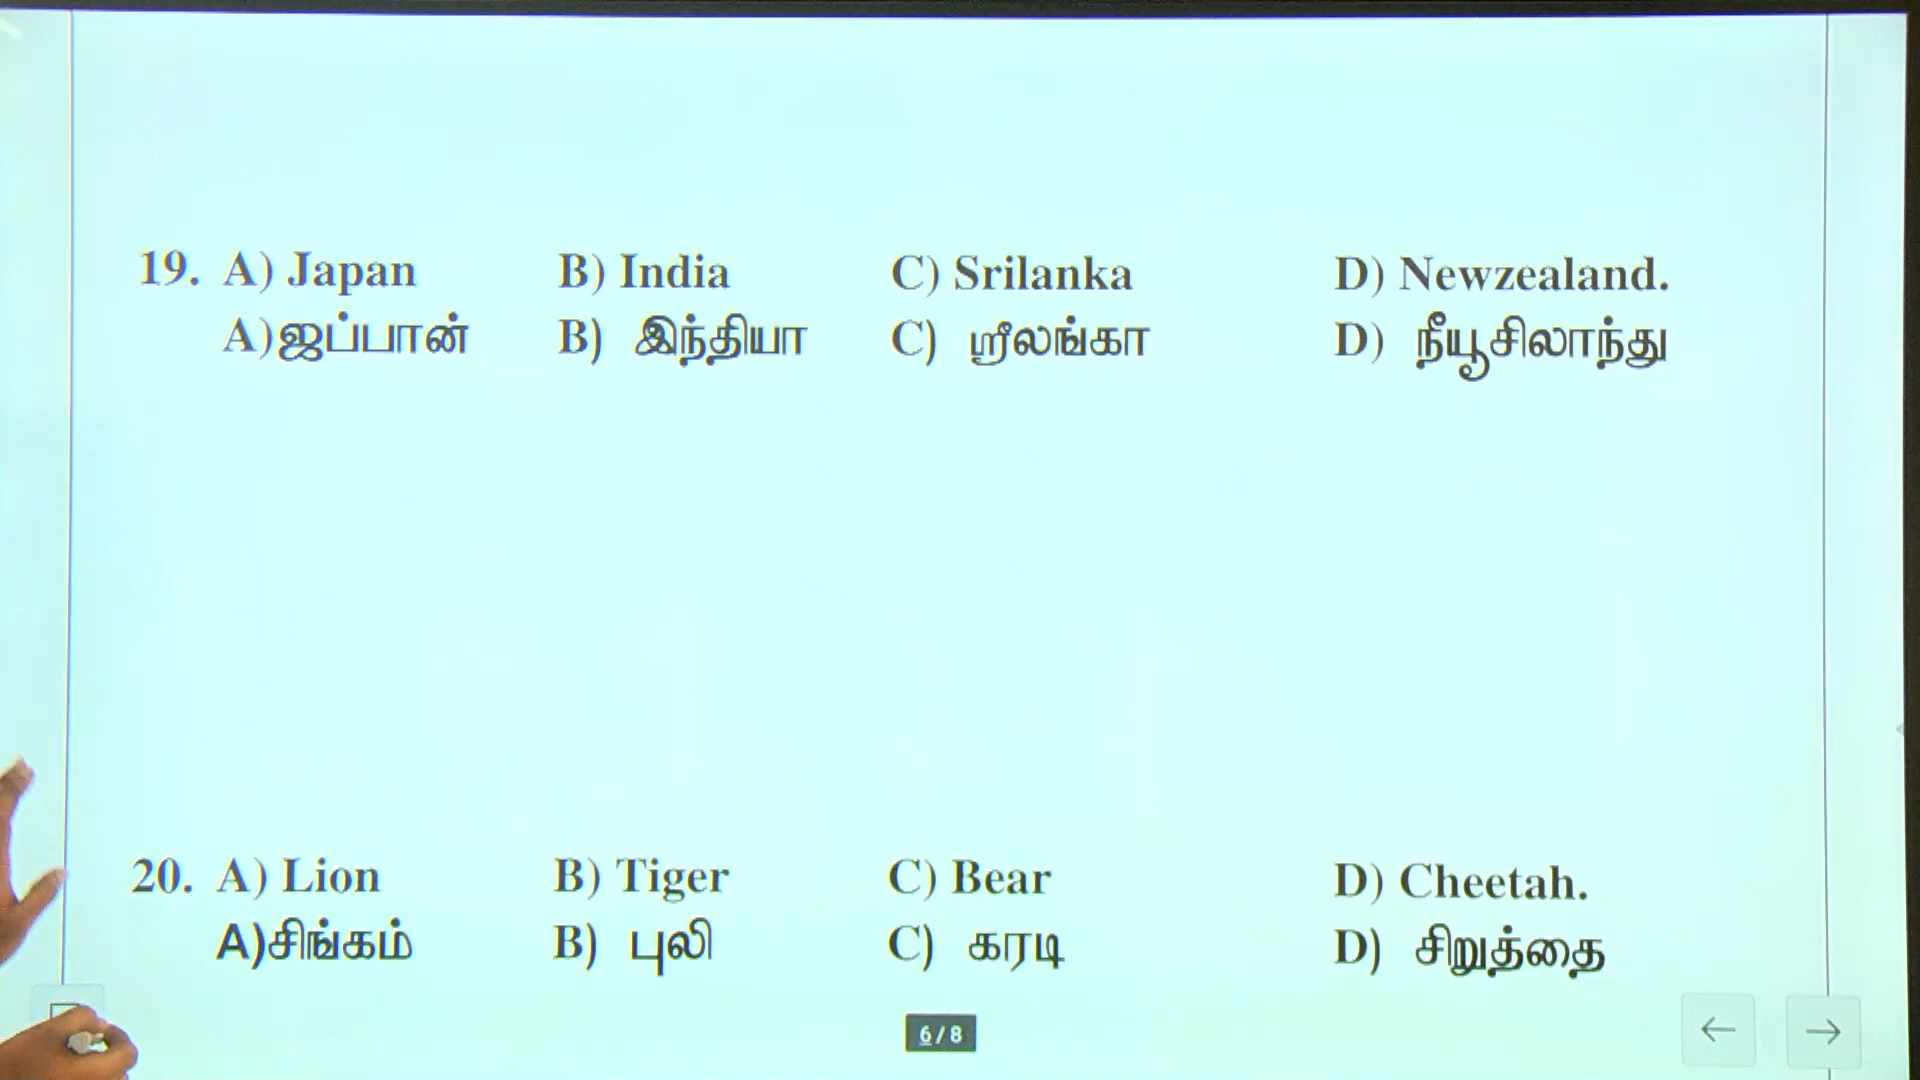 19. A) Japan B) India C) Srilanka D) Newzealand.
A)ஜப்பான் B) இந்தியா C) ஸ்ரீலங்கா D) நீயூசிலாந்து
20. A) Lion B) Tiger C) Bear D) Cheetah.
A)சிங்கம் B) புலி C) கரடி D) சிறுத்தை
6 / 8